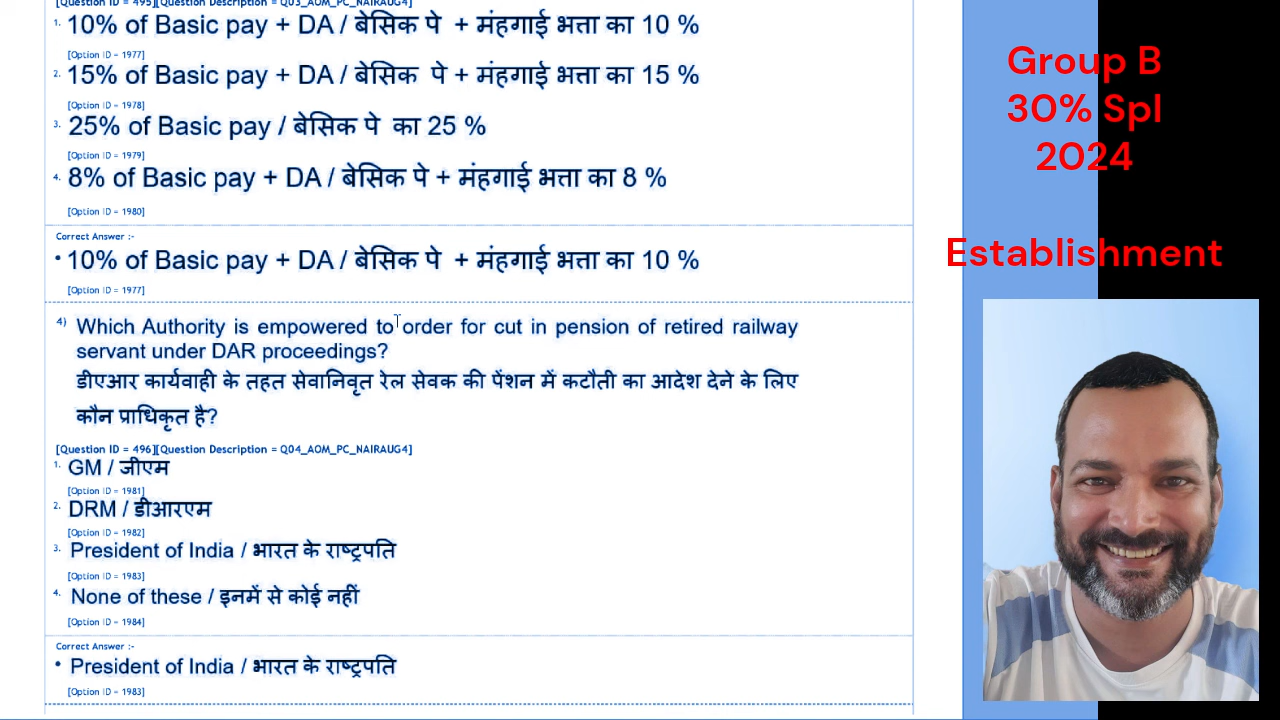 [Question ID = 495][Question Description = Q03_AOM_PC_NAIRAUG4]
1. 10% of Basic pay + DA / बेसिक पे + मंहगाई भत्ता का 10 %
[Option ID = 1977]
2. 15% of Basic pay + DA / बेसिक पे + मंहगाई भत्ता का 15 %
[Option ID = 1978]
3. 25% of Basic pay / बेसिक पे का 25 %
[Option ID = 1979]
4. 8% of Basic pay + DA / बेसिक पे + मंहगाई भत्ता का 8 %
[Option ID = 1980]
Correct Answer :-
• 10% of Basic pay + DA / बेसिक पे + मंहगाई भत्ता का 10 %
[Option ID = 1977]
4) Which Authority is empowered to order for cut in pension of retired railway
servant under DAR proceedings?
डीएआर कार्यवाही के तहत सेवानिवृत रेल सेवक की पेंशन में कटौती का आदेश देने के लिए
कौन प्राधिकृत है?
[Question ID = 496][Question Description = Q04_AOM_PC_NAIRAUG4]
1. GM / जीएम
[Option ID = 1981]
2. DRM / डीआरएम
[Option ID = 1982]
3. President of India / भारत के राष्ट्रपति
[Option ID = 1983]
4. None of these / इनमें से कोई नहीं
[Option ID = 1984]
Correct Answer :-
• President of India / भारत के राष्ट्रपति
[Option ID = 1983]
Group B
30% Spl
2024
Establishment